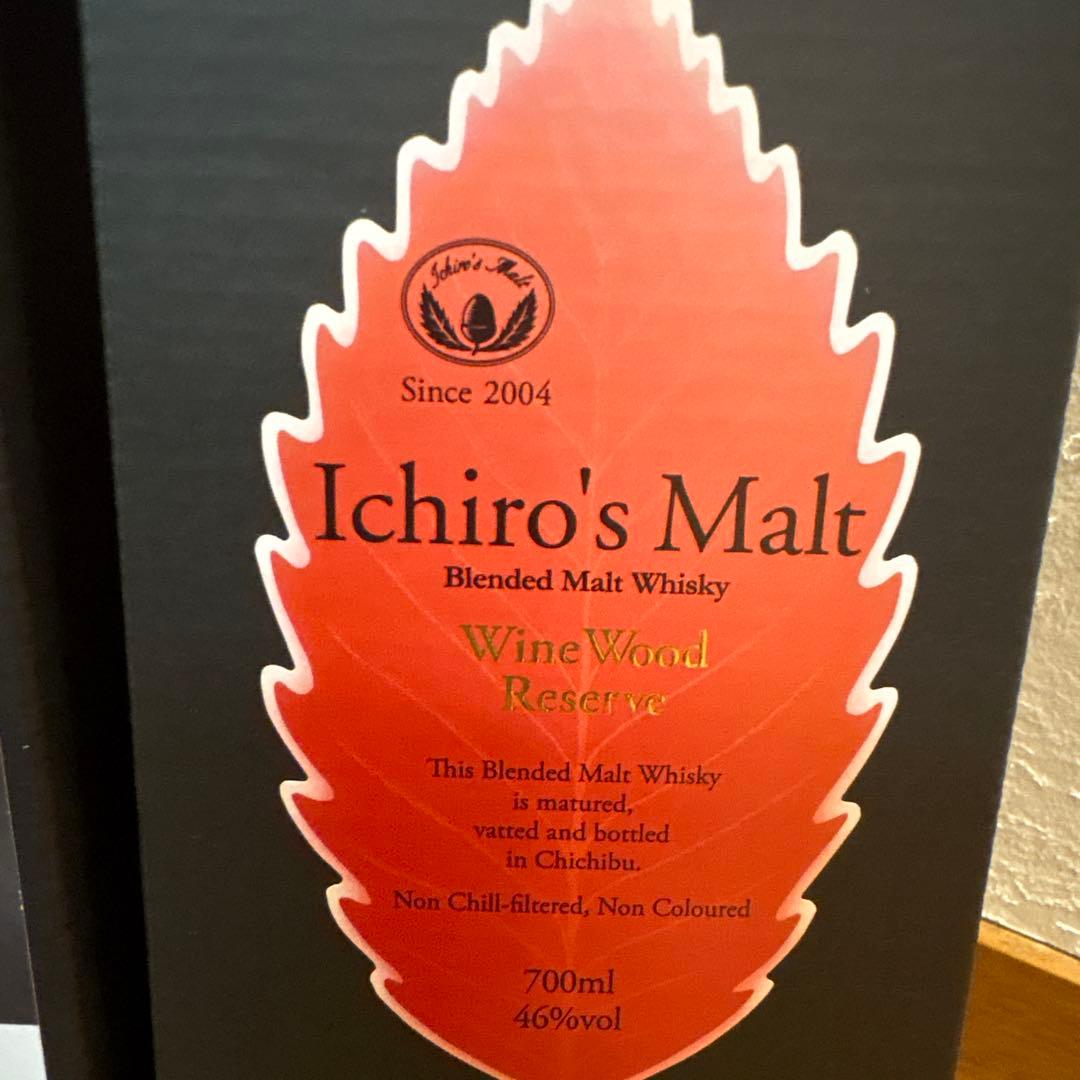 Ichiro's Malt
Since 2004
Ichiro's Malt
Blended Malt Whisky
Wine Wood
Reserve
This Blended Malt Whisky
is matured,
vatted and bottled
in Chichibu.
Non Chill-filtered, Non Coloured
700ml
46%vol